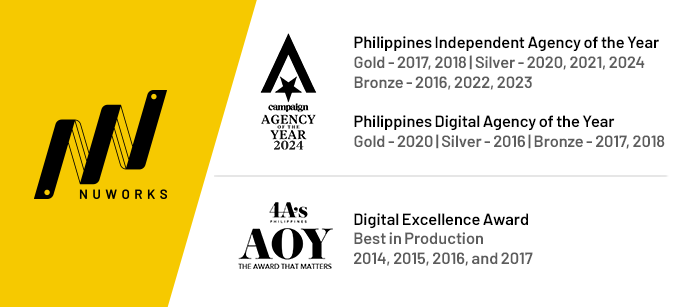 NUWORKS
campaign
AGENCY
OF THE
YEAR
2024
Philippines Independent Agency of the Year
Gold - 2017, 2018 | Silver - 2020, 2021, 2024
Bronze - 2016, 2022, 2023
Philippines Digital Agency of the Year
Gold - 2020 | Silver - 2016 | Bronze - 2017, 2018
4A's
PHILIPPINES
AOY
THE AWARD THAT MATTERS
Digital Excellence Award
Best in Production
2014, 2015, 2016, and 2017